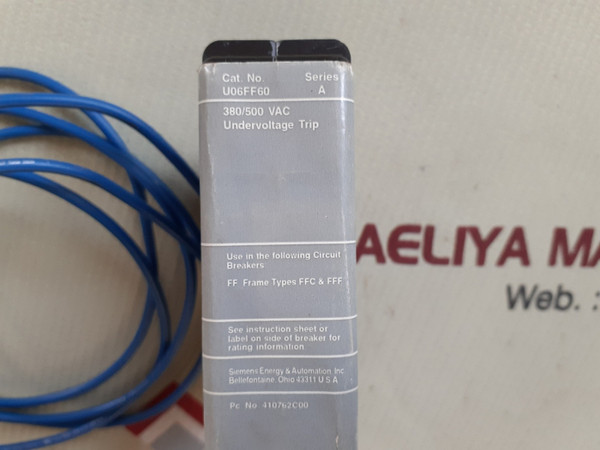 Cat. No. Series
U06FF60 A
380/500 VAC
Undervoltage Trip
Use in the following Circuit
Breakers
FF Frame Types FFC & FFF
See instruction sheet or
label on side of breaker for
rating information
Siemens Energy & Automation, Inc
Bellefontaine, Ohio 43311 U S A
Pc. No. 410762C00
AELIYA MA
Web. :